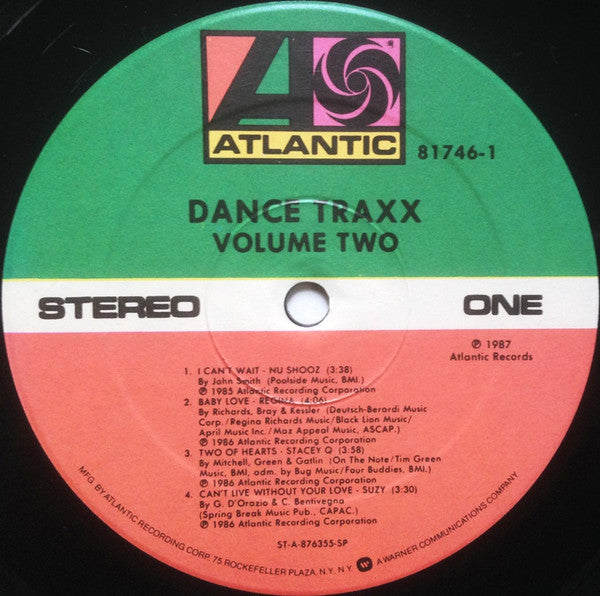 ATLANTIC
81746-1
DANCE TRAXX
VOLUME TWO
STEREO
ONE
℗ 1987
Atlantic Records
1. I CAN'T WAIT - NU SHOOZ (3:38)
By John Smith (Poolside Music, BMI.)
℗ 1985 Atlantic Recording Corporation
2. BABY LOVE - REGINA (4:06)
By Richards, Bray & Kessler (Deutsch-Berardi Music
Corp./Regina Richards Music/Black Lion Music/
April Music Inc./Maz Appeal Music, ASCAP.)
℗ 1986 Atlantic Recording Corporation
3. TWO OF HEARTS - STACEY Q (3:36)
By Mitchell, Green & Gatlin (On The Note/Tim Green
Music, BMI, adm. by Bug Music/Four Buddies, BMI.)
℗ 1986 Atlantic Recording Corporation
4. CAN'T LIVE WITHOUT YOUR LOVE - SUZY (3:30)
By G. D'Orazio & C. Bentivegna
(Spring Break Music Pub., CAPAC.)
℗ 1986 Atlantic Recording Corporation
ST-A-876355-SP
MFG. BY ATLANTIC RECORDING CORP. 75 ROCKEFELLER PLAZA, N.Y. N.Y. A WARNER COMMUNICATIONS COMPANY